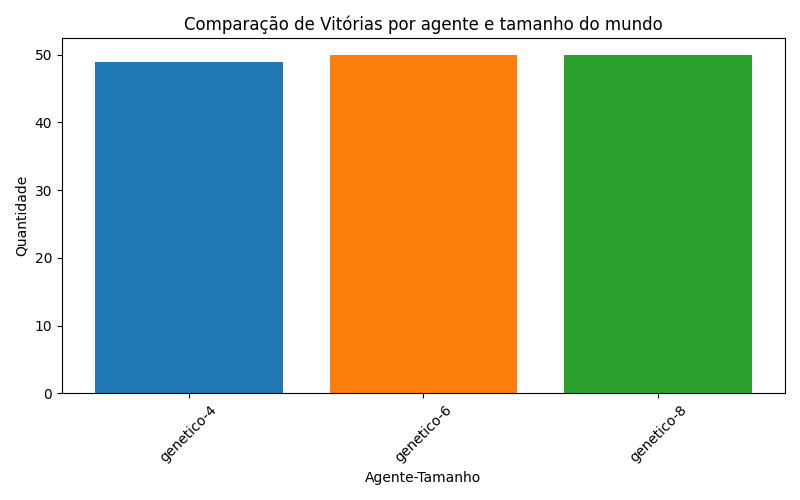 Comparação de Vitórias por agente e tamanho do mundo
Quantidade
50
40
30
20
10
0
genetico-4
genetico-6
genetico-8
Agente-Tamanho